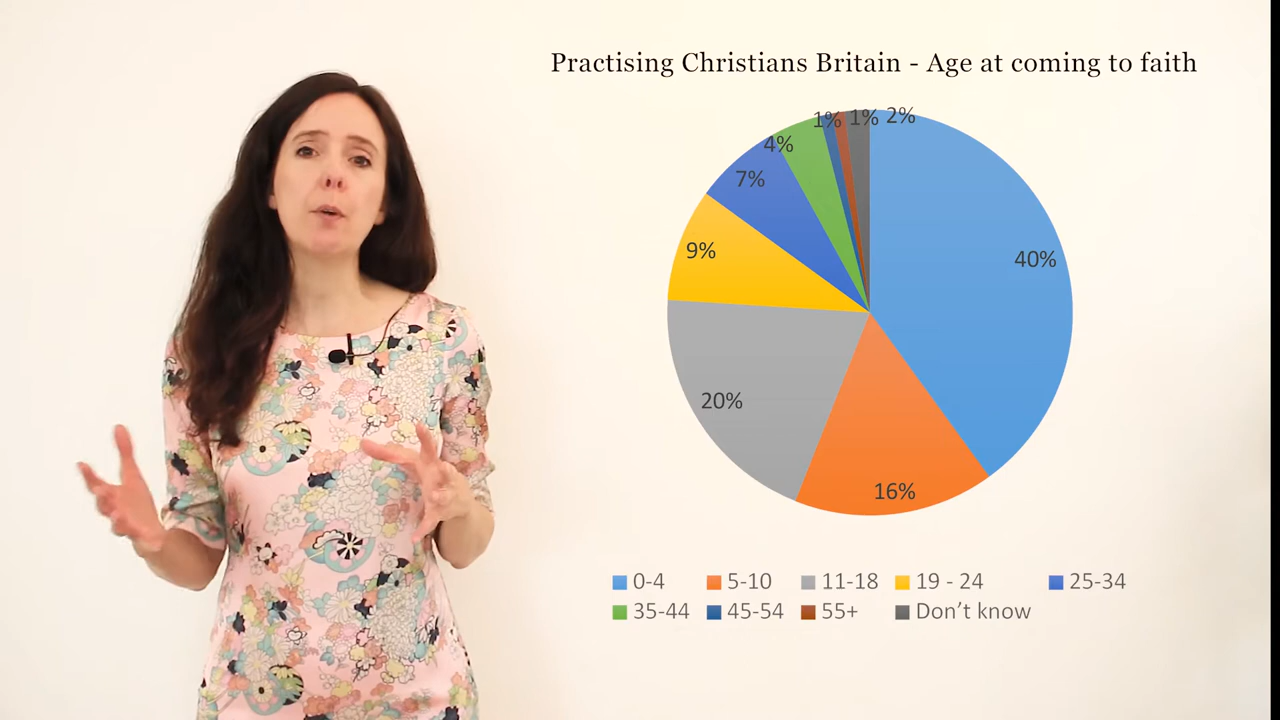 Practising Christians Britain - Age at coming to faith
1% 1% 2%
4%
7%
9%
40%
20%
16%
0-4 5-10 11-18 19 - 24 25-34
35-44 45-54 55+ Don’t know